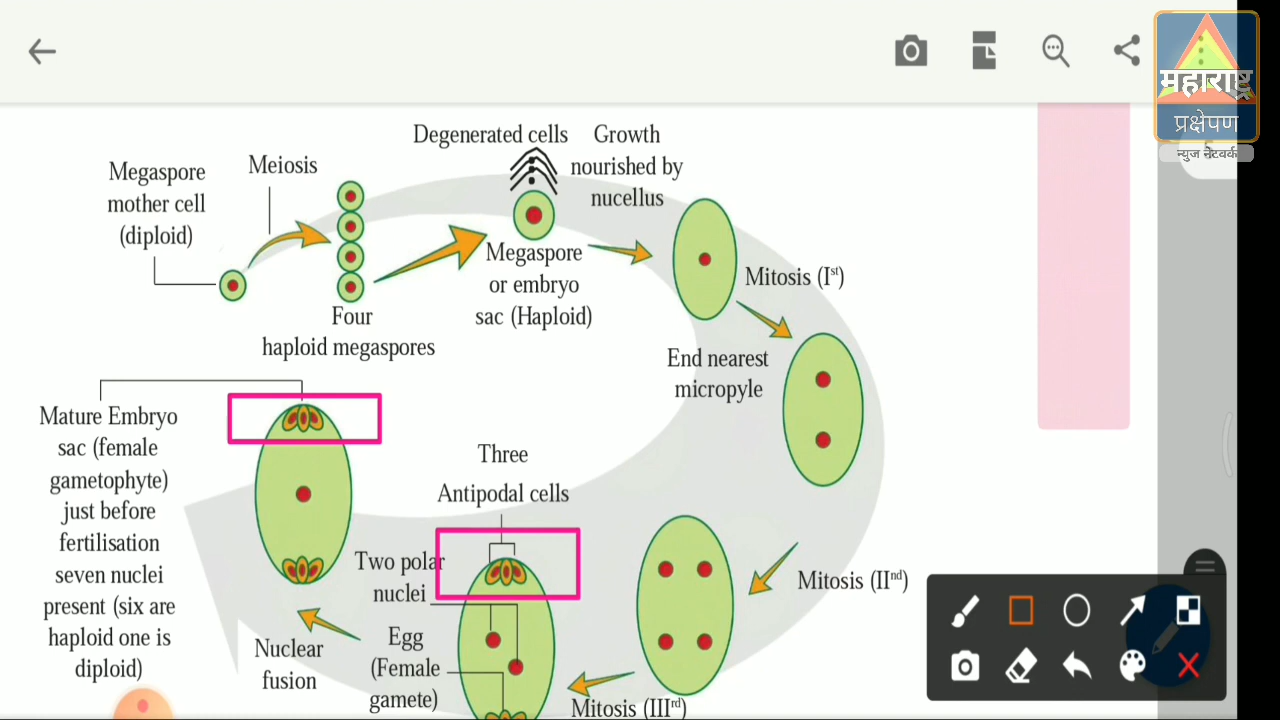 महाराष्ट्र
प्रक्षेपण
न्युज नेटवर्क
Degenerated cells
Growth
nourished by
nucellus
Megaspore
mother cell
(diploid)
Meiosis
Four
haploid megaspores
Megaspore
or embryo
sac (Haploid)
Mitosis (Ist)
End nearest
micropyle
Mature Embryo
sac (female
gametophyte)
just before
fertilisation
seven nuclei
present (six are
haploid one is
diploid)
Three
Antipodal cells
Two polar
nuclei
Egg
(Female
gamete)
Nuclear
fusion
Mitosis (IInd)
Mitosis (IIIrd)